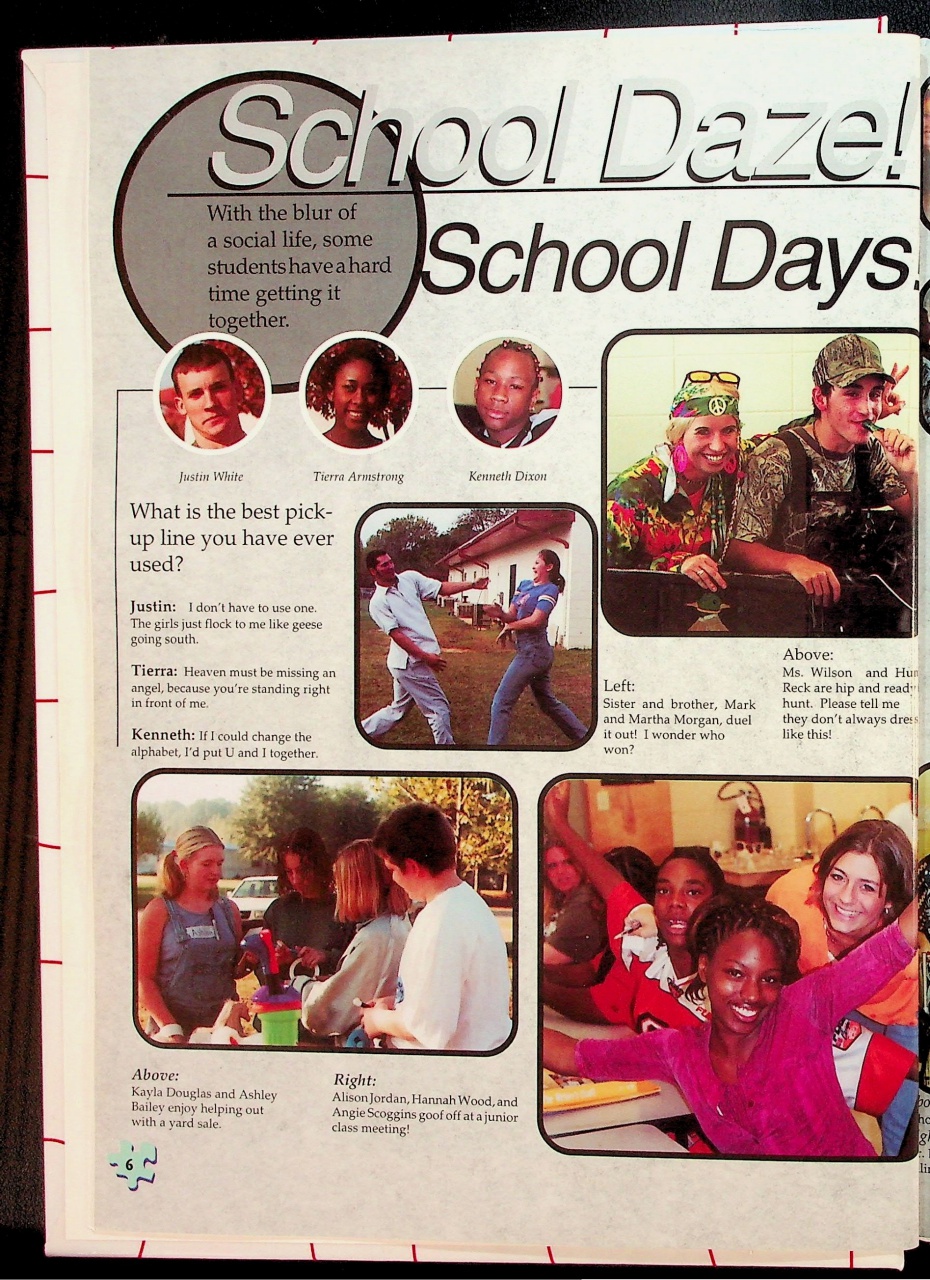 School Daze!
School Days
With the blur of
a social life, some
students have a hard
time getting it
together.
Justin White
Tierra Armstrong
Kenneth Dixon
What is the best pick-
up line you have ever
used?
Justin: I don't have to use one.
The girls just flock to me like geese
going south.
Tierra: Heaven must be missing an
angel, because you're standing right
in front of me.
Kenneth: If I could change the
alphabet, I'd put U and I together.
Left:
Sister and brother, Mark
and Martha Morgan, duel
it out! I wonder who
won?
Above:
Ms. Wilson and
Reck are hip and ready
hunt. Please tell me
they don't always dress
like this!
Above:
Kayla Douglas and Ashley
Bailey enjoy helping out
with a yard sale.
Right:
Alison Jordan, Hannah Wood, and
Angie Scoggins goof off at a junior
class meeting!
6